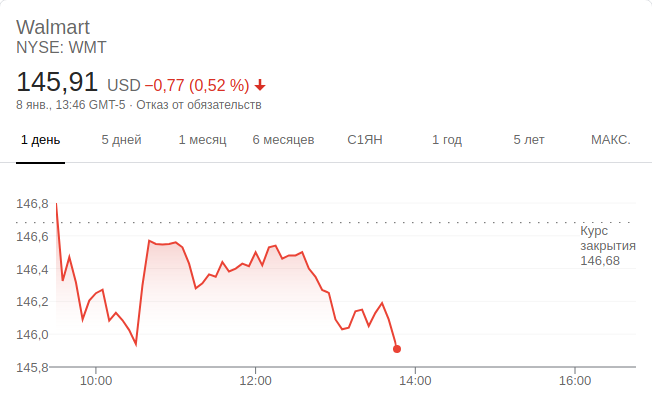 Walmart
NYSE: WMT
145,91 USD −0,77 (0,52 %)
8 янв., 13:46 GMT-5 · Отказ от обязательств
1 день 5 дней 1 месяц 6 месяцев С1ЯН 1 год 5 лет МАКС.
146,8
146,6
146,4
146,2
146,0
145,8
Курс
закрытия
146,68
10:00 12:00 14:00 16:00